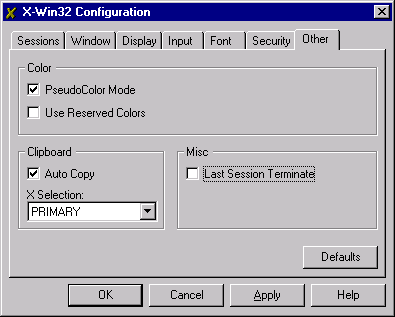 X-Win32 Configuration
Sessions Window Display Input Font Security Other
Color
PseudoColor Mode
Use Reserved Colors
Clipboard
Auto Copy
X Selection:
PRIMARY
Misc
Last Session Terminate
Defaults
OK Cancel Apply Help